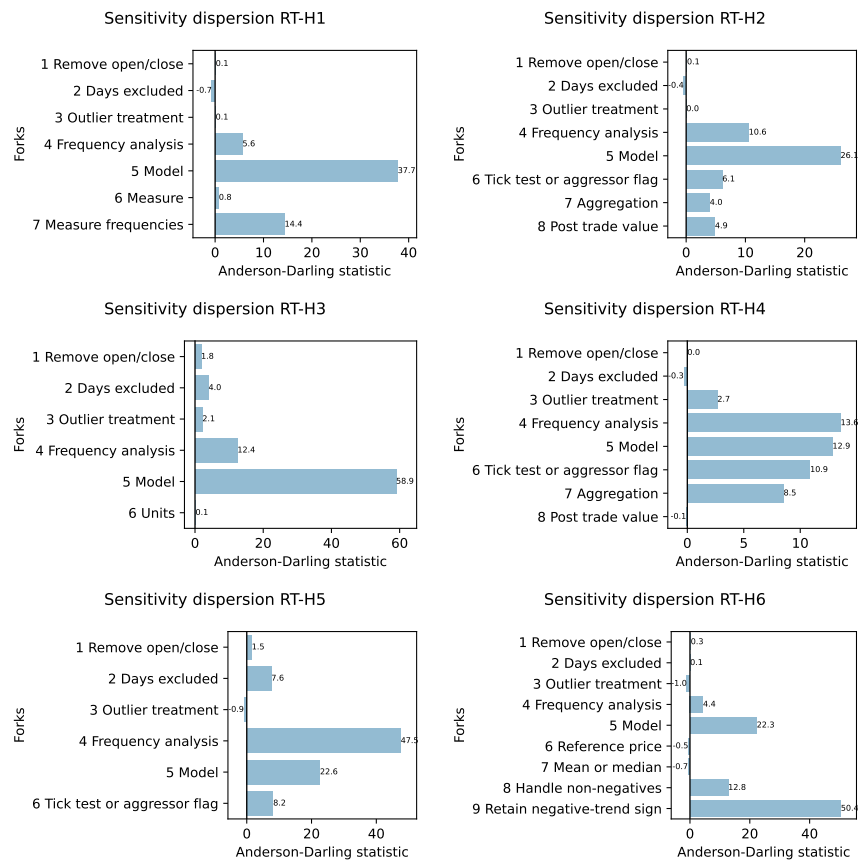 Sensitivity dispersion RT-H1
Forks
1 Remove open/close 0.1
2 Days excluded -0.7
3 Outlier treatment 0.1
4 Frequency analysis 5.6
5 Model 37.7
6 Measure 0.8
7 Measure frequencies 14.4
0 10 20 30 40
Anderson-Darling statistic
Sensitivity dispersion RT-H2
Forks
1 Remove open/close 0.1
2 Days excluded -0.4
3 Outlier treatment 0.0
4 Frequency analysis 10.6
5 Model 26.1
6 Tick test or aggressor flag 6.1
7 Aggregation 4.0
8 Post trade value 4.9
0 10 20
Anderson-Darling statistic
Sensitivity dispersion RT-H3
Forks
1 Remove open/close 1.8
2 Days excluded 4.0
3 Outlier treatment 2.1
4 Frequency analysis 12.4
5 Model 58.9
6 Units 0.1
0 20 40 60
Anderson-Darling statistic
Sensitivity dispersion RT-H4
Forks
1 Remove open/close 0.0
2 Days excluded -0.3
3 Outlier treatment 2.7
4 Frequency analysis 13.6
5 Model 12.9
6 Tick test or aggressor flag 10.9
7 Aggregation 8.5
8 Post trade value -0.1
0 5 10
Anderson-Darling statistic
Sensitivity dispersion RT-H5
Forks
1 Remove open/close 1.5
2 Days excluded 7.6
3 Outlier treatment -0.9
4 Frequency analysis 47.5
5 Model 22.6
6 Tick test or aggressor flag 8.2
0 20 40
Anderson-Darling statistic
Sensitivity dispersion RT-H6
Forks
1 Remove open/close 0.3
2 Days excluded 0.1
3 Outlier treatment -1.0
4 Frequency analysis 4.4
5 Model 22.3
6 Reference price -0.5
7 Mean or median -0.7
8 Handle non-negatives 12.8
9 Retain negative-trend sign 50.4
0 20 40
Anderson-Darling statistic